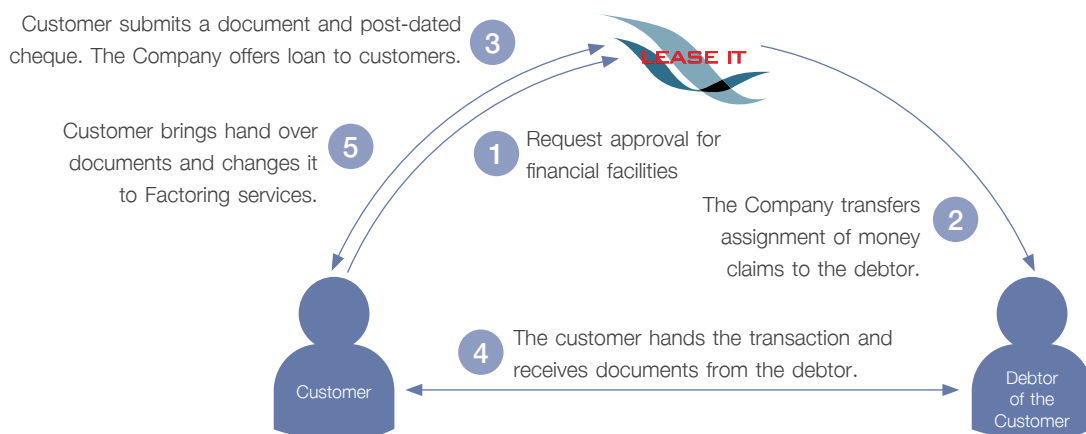 Customer submits a document and post-dated
cheque. The Company offers loan to customers.
3
LEASE IT
Customer brings hand over
documents and changes it
to Factoring services.
5
1
Request approval for
financial facilities
The Company transfers
assignment of money
claims to the debtor.
2
4
The customer hands the transaction and
receives documents from the debtor.
Customer
Debtor
of the
Customer